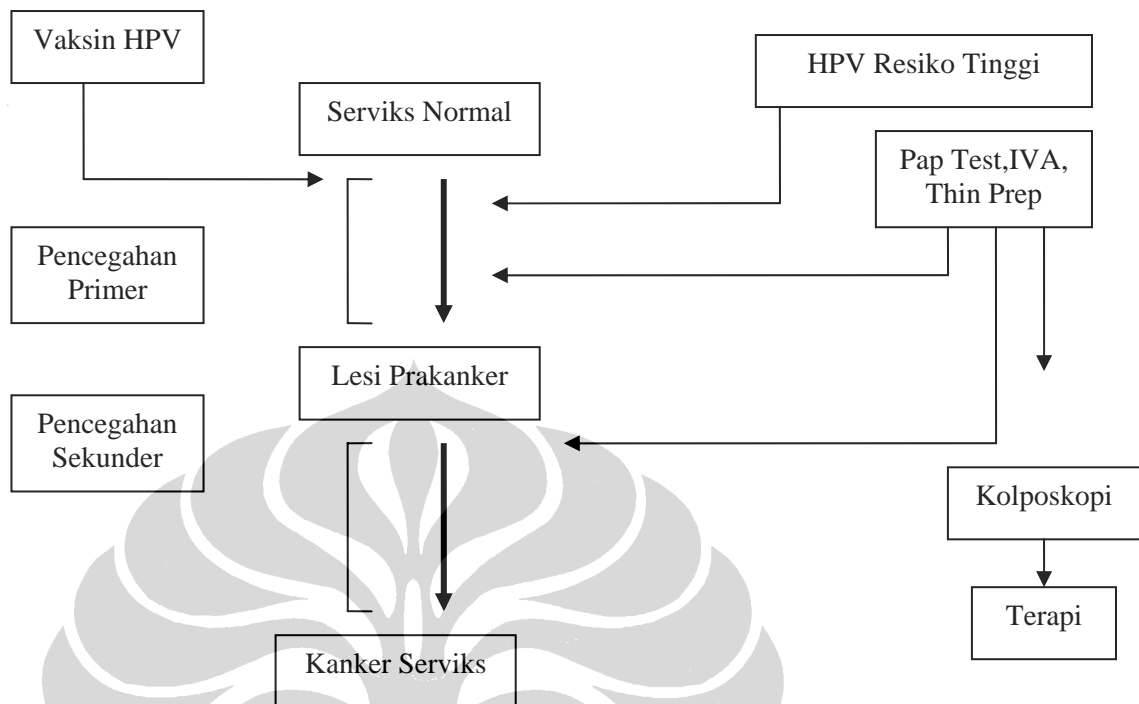 Vaksin HPV
HPV Resiko Tinggi
Serviks Normal
Pap Test,IVA,
Thin Prep
Pencegahan
Primer
Lesi Prakanker
Pencegahan
Sekunder
Kolposkopi
Terapi
Kanker Serviks